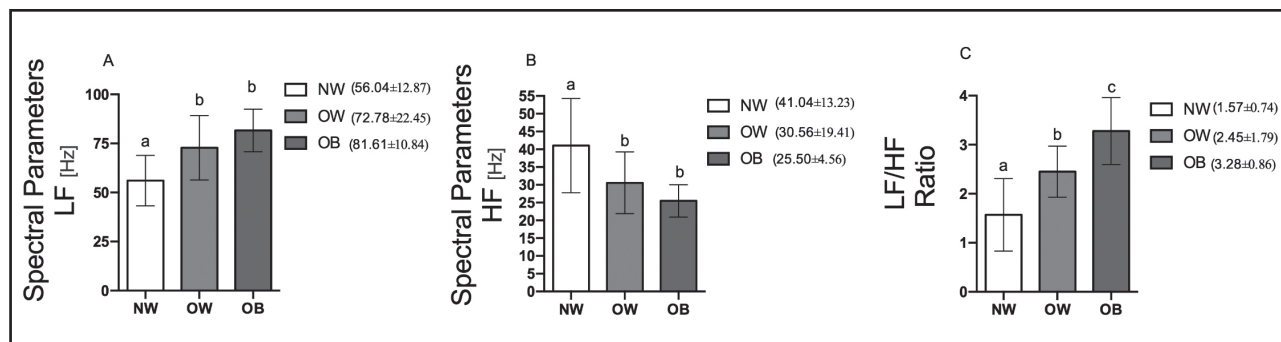 A
Spectral Parameters
LF [Hz]
100
75
50
25
0
a
b
b
NW
OW
OB
NW (56.04±12.87)
OW (72.78±22.45)
OB (81.61±10.84)
B
Spectral Parameters
HF [Hz]
55
50
45
40
35
30
25
20
15
10
5
0
a
b
b
NW
OW
OB
NW (41.04±13.23)
OW (30.56±19.41)
OB (25.50±4.56)
C
LF/HF
Ratio
4
3
2
1
0
a
b
c
NW
OW
OB
NW (1.57±0.74)
OW (2.45±1.79)
OB (3.28±0.86)